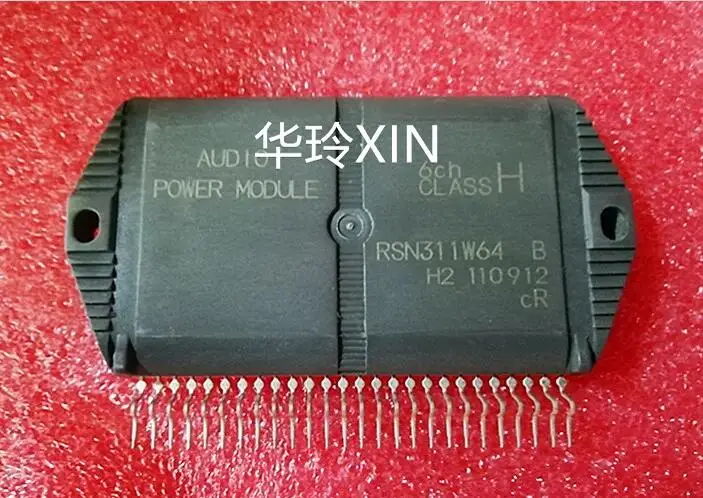 华玲XIN
AUDIO
POWER MODULE
6ch
CLASS H
RSN311W64 B
H2 110912
cR